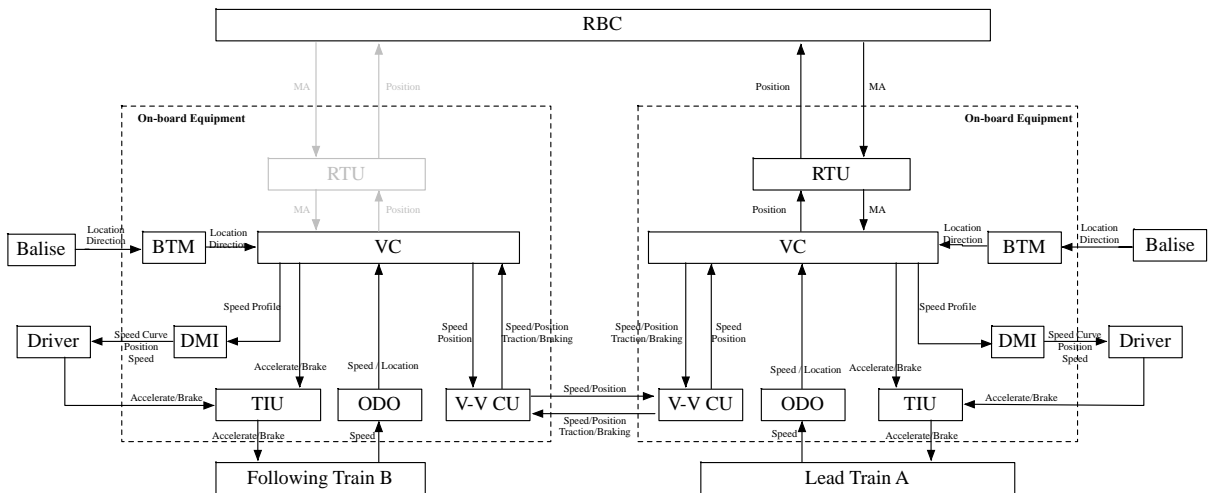 RBC
MA
Position
Position
MA
On-board Equipment
On-board Equipment
RTU
RTU
MA
Position
Position
MA
Balise
Location
Direction
BTM
Location
Direction
VC
VC
Location
Direction
BTM
Location
Direction
Balise
Speed Profile
Speed
Position
Speed/Position
Traction/Braking
Speed/Position
Traction/Braking
Speed
Position
Speed Profile
Driver
Speed Curve
Position
Speed
DMI
DMI
Speed Curve
Position
Speed
Driver
Accelerate/Brake
Speed / Location
Speed / Location
Accelerate/Brake
Accelerate/Brake
TIU
ODO
V-V CU
Speed/Position
Speed/Position
Traction/Braking
V-V CU
ODO
TIU
Accelerate/Brake
Accelerate/Brake
Speed
Speed
Accelerate/Brake
Following Train B
Lead Train A